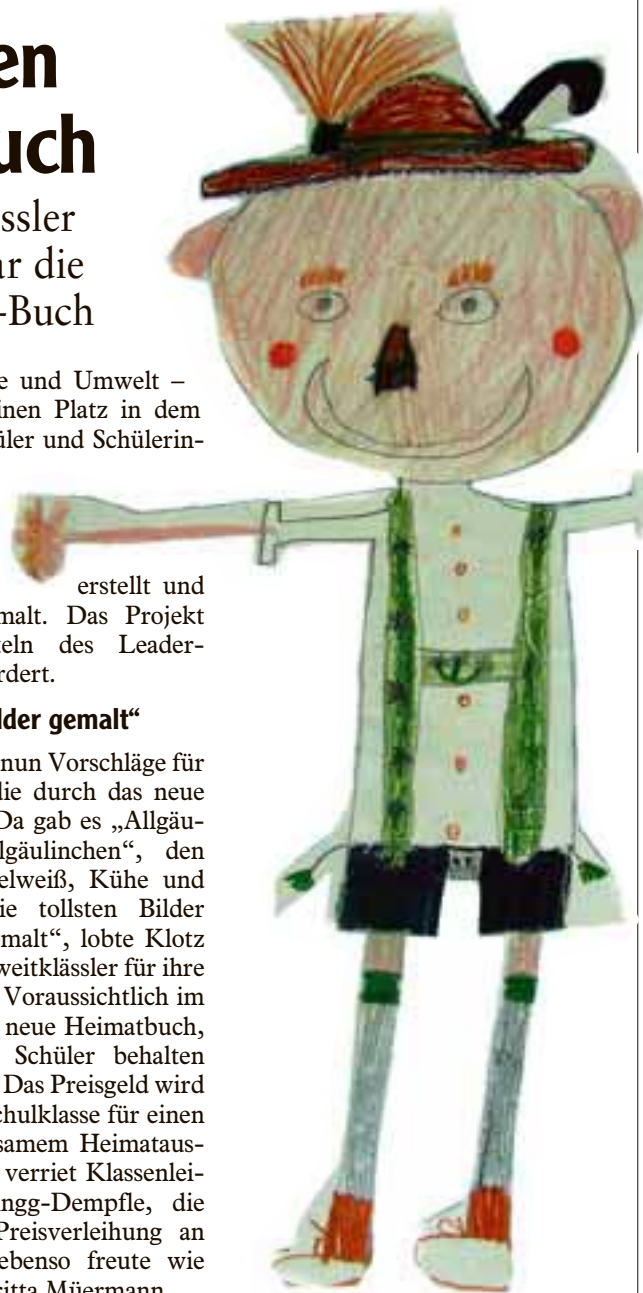 en
uch
ssler
ar die
-Buch
e und Umwelt –
inen Platz in dem
üler und Schülerin-
erstellt und
malt. Das Projekt
teln des Leader-
rdert.
lder gemalt“
nun Vorschläge für
die durch das neue
Da gab es „Allgäu-
lgäulinchen“, den
elweiß, Kühe und
ie tollsten Bilder
malt“, lobte Klotz
weitklässler für ihre
Voraussichtlich im
neue Heimatbuch,
Schüler behalten
Das Preisgeld wird
chulklasse für einen
samem Heimataus-
verriet Klassenlei-
ngg-Dempfle, die
Preisverleihung an
ebenso freute wie
ritta Müermann.